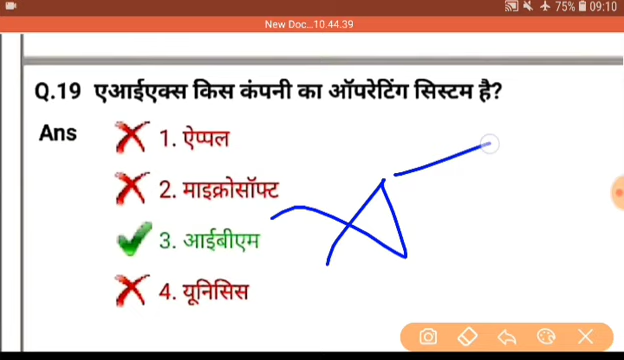 75% 09:10
New Doc...10.44.39
Q.19 एआईएक्स किस कंपनी का ऑपरेटिंग सिस्टम है?
Ans 1. ऐप्पल
2. माइक्रोसॉफ्ट
3. आईबीएम
4. यूनिसिस